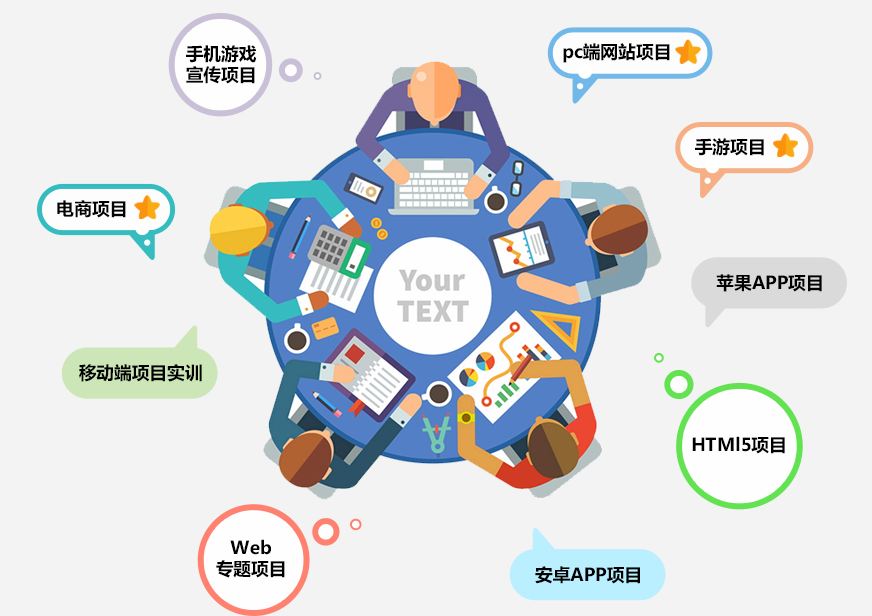 手机游戏
宣传项目
pc端网站项目
手游项目
电商项目
苹果APP项目
Your
TEXT
移动端项目实训
HTMl5项目
Web
专题项目
安卓APP项目